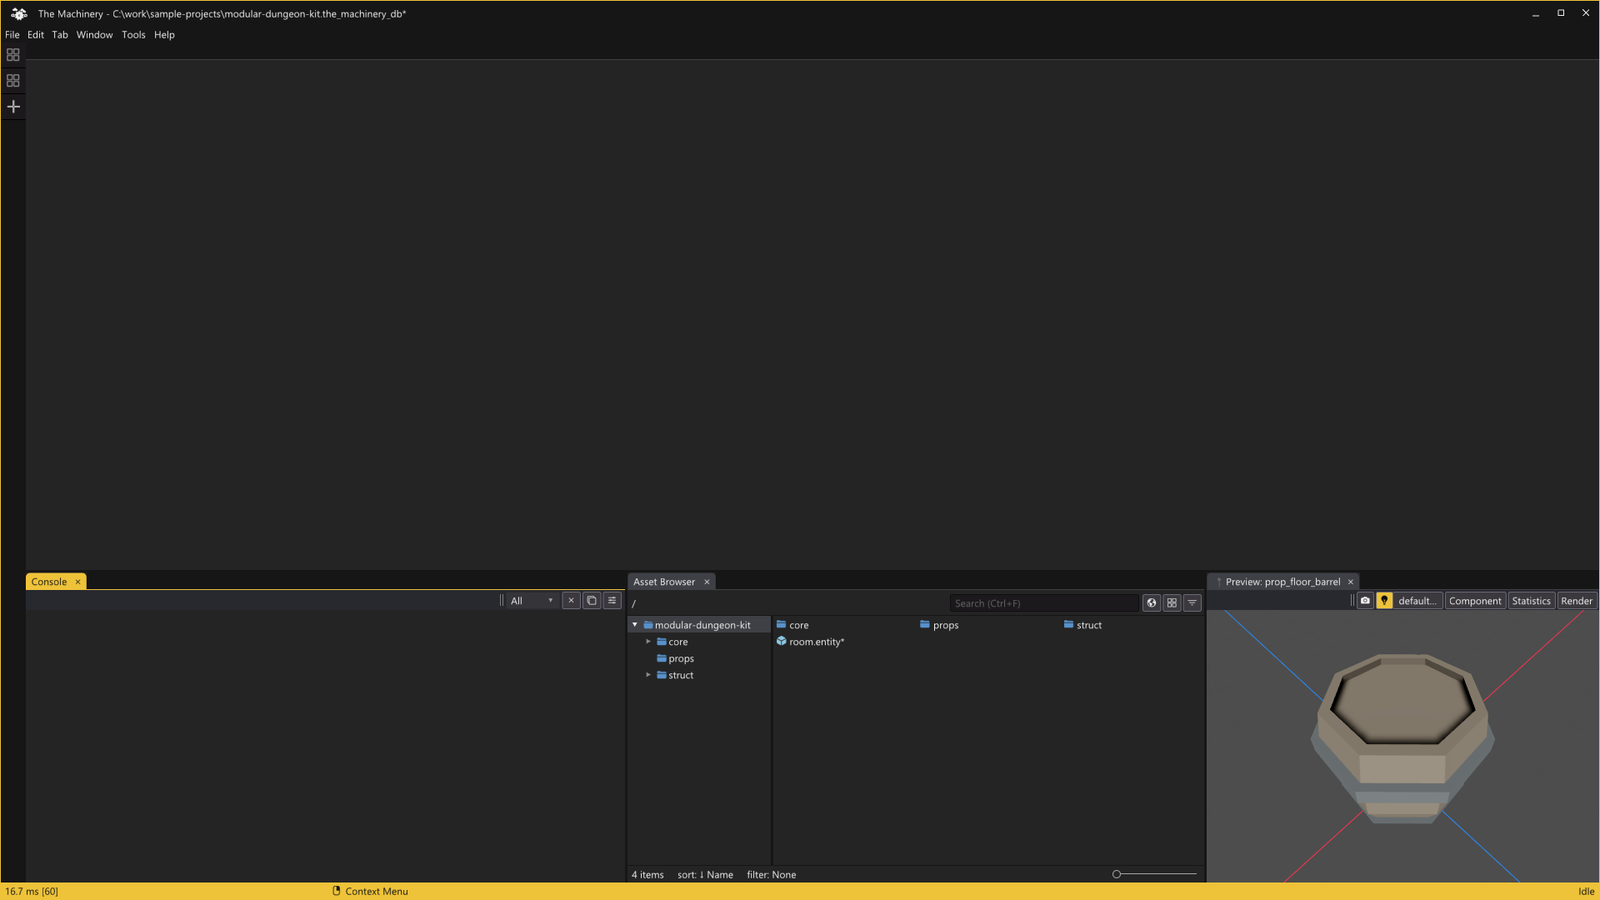 The Machinery - C:\work\sample-projects\modular-dungeon-kit.the_machinery_db*
File Edit Tab Window Tools Help
Console
All
Asset Browser
/
Search (Ctrl+F)
modular-dungeon-kit
core
props
struct
core
props
struct
room.entity*
4 items sort: ↓ Name filter: None
Preview: prop_floor_barrel
default... Component Statistics Render
16.7 ms [60]
Context Menu
Idle